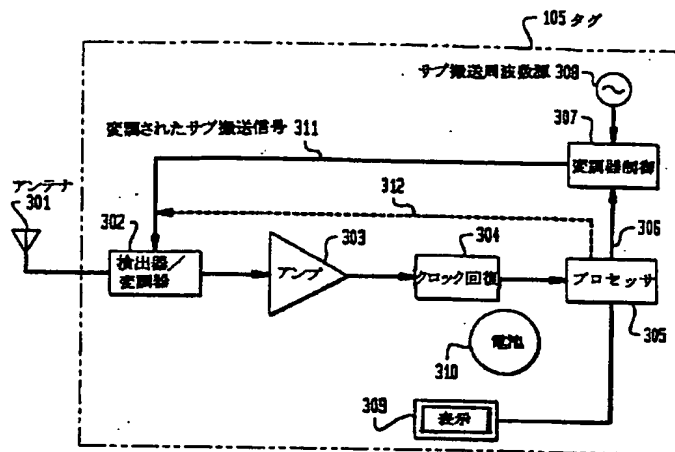 105 タグ
サブ搬送周波数源 308
307
変調器制御
変調されたサブ搬送信号 311
アンテナ
301
302
検出器/
変調器
312
303
アンプ
304
クロック回復
306
プロセッサ
305
電池
310
309
表示